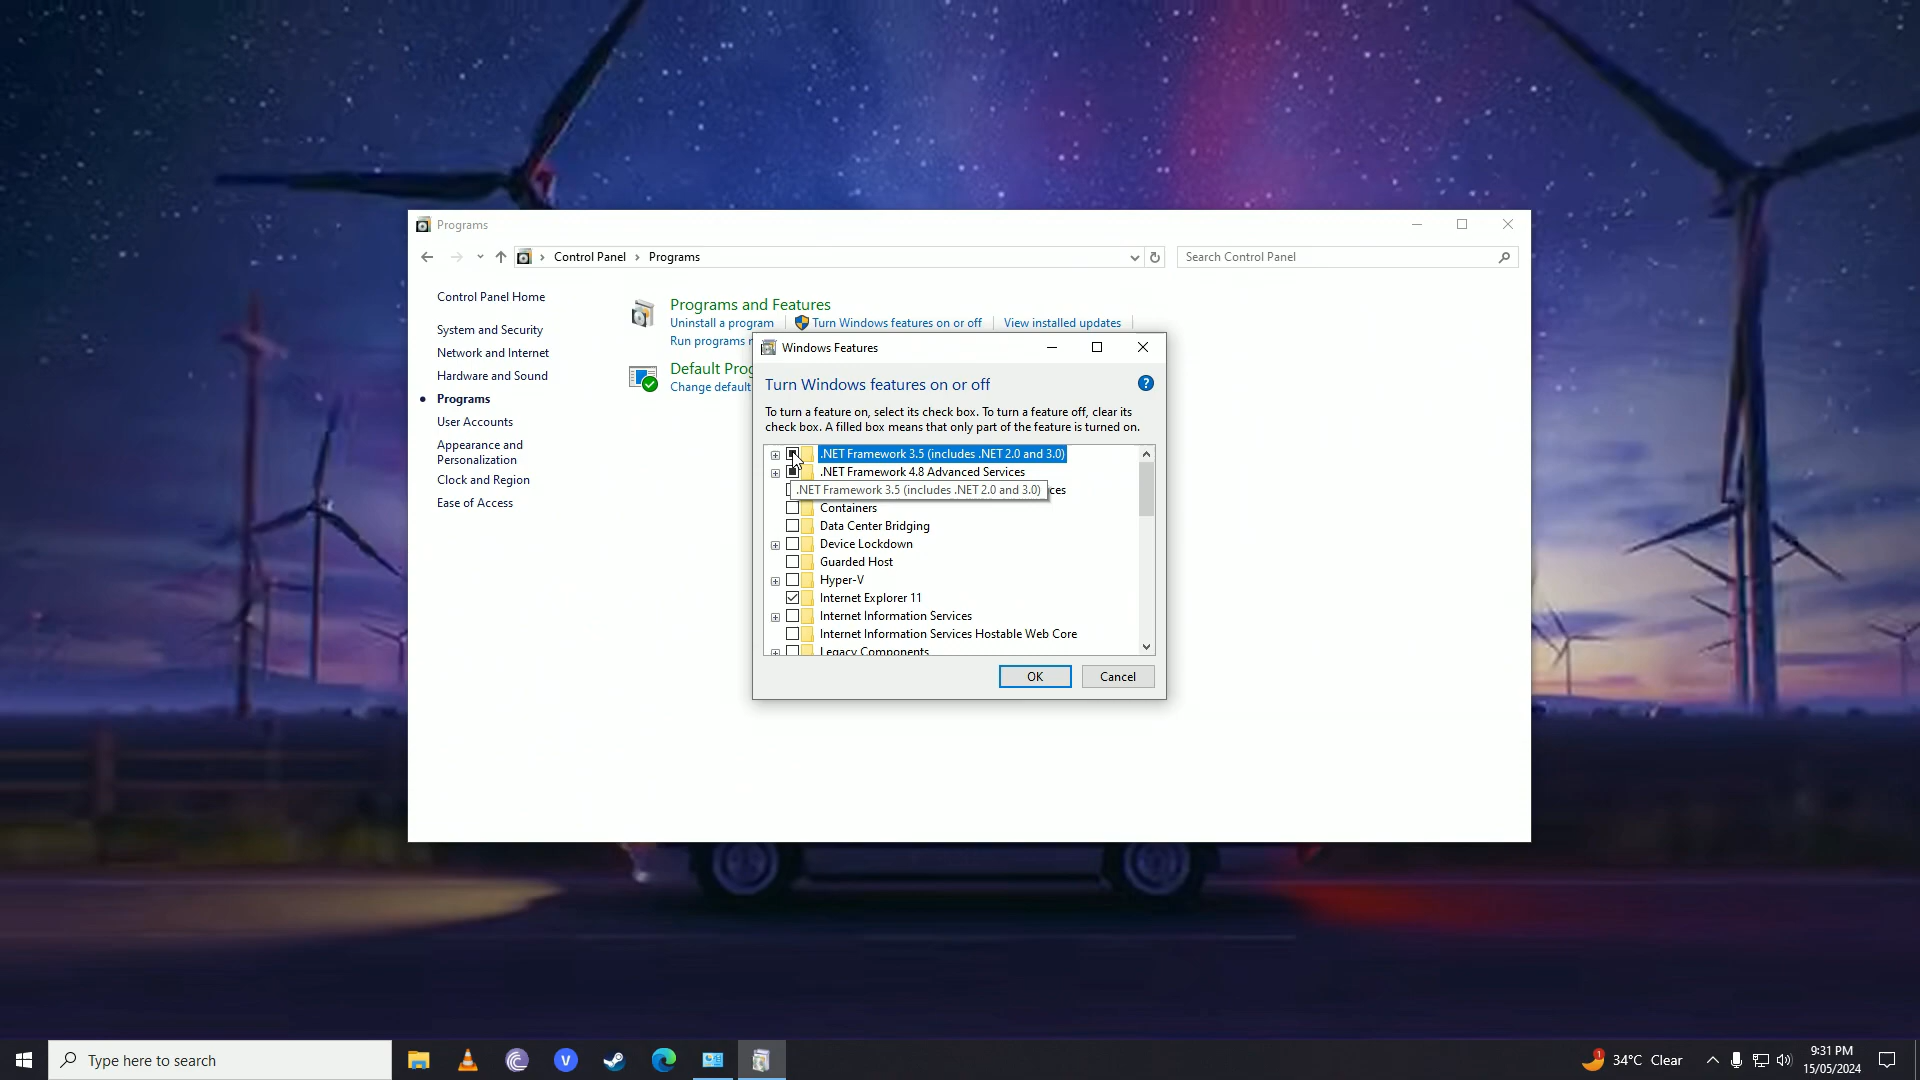 Programs
Control Panel
Programs
Search Control Panel
Control Panel Home
System and Security
Network and Internet
Hardware and Sound
Programs
User Accounts
Appearance and
Personalization
Clock and Region
Ease of Access
Programs and Features
Uninstall a program
Turn Windows features on or off
View installed updates
Run programs
Default
Change default
Windows Features
Turn Windows features on or off
?
To turn a feature on, select its check box. To turn a feature off, clear its
check box. A filled box means that only part of the feature is turned on.
.NET Framework 3.5 (includes .NET 2.0 and 3.0)
.NET Framework 4.8 Advanced Services
.NET Framework 3.5 (includes .NET 2.0 and 3.0)
Containers
Data Center Bridging
Device Lockdown
Guarded Host
Hyper-V
Internet Explorer 11
Internet Information Services
Internet Information Services Hostable Web Core
Legacy Components
OK
Cancel
Type here to search
V
1
34°C Clear
9:31 PM
15/05/2024